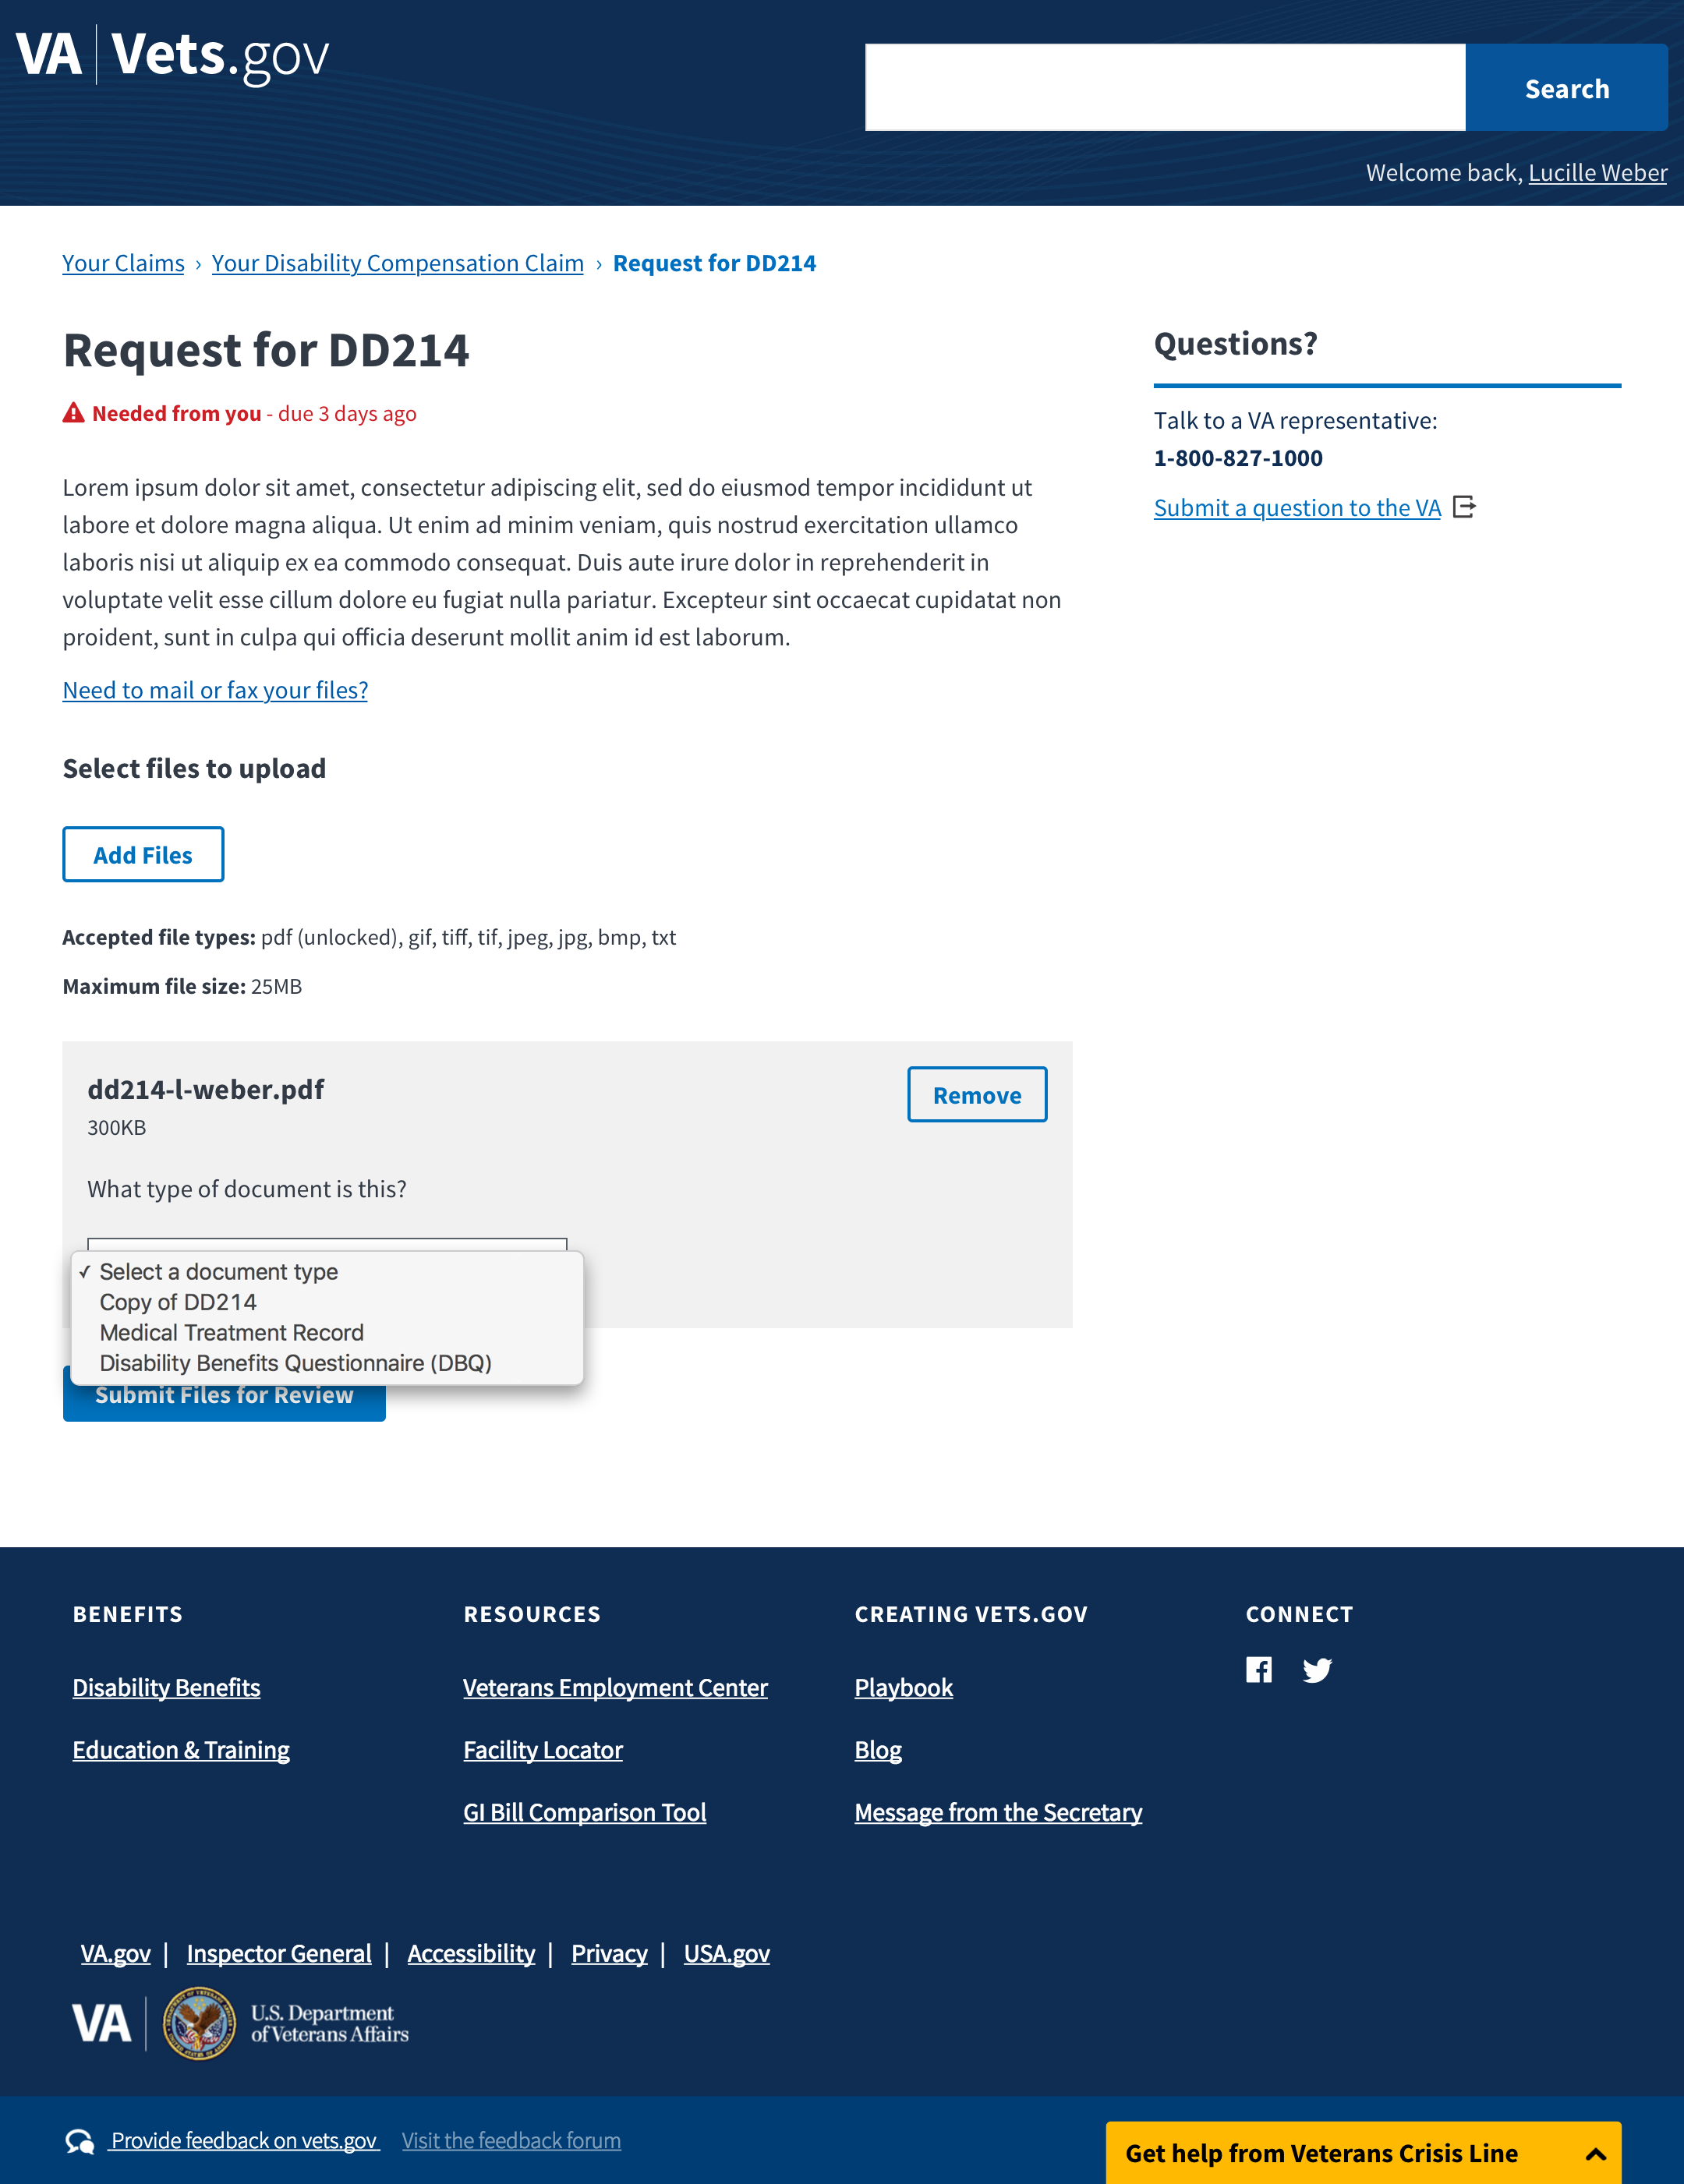 VA | Vets.gov
Search
Welcome back, Lucille Weber
Your Claims › Your Disability Compensation Claim › Request for DD214
Request for DD214
Needed from you - due 3 days ago
Lorem ipsum dolor sit amet, consectetur adipiscing elit, sed do eiusmod tempor incididunt ut
labore et dolore magna aliqua. Ut enim ad minim veniam, quis nostrud exercitation ullamco
laboris nisi ut aliquip ex ea commodo consequat. Duis aute irure dolor in reprehenderit in
voluptate velit esse cillum dolore eu fugiat nulla pariatur. Excepteur sint occaecat cupidatat non
proident, sunt in culpa qui officia deserunt mollit anim id est laborum.
Need to mail or fax your files?
Questions?
Talk to a VA representative:
1-800-827-1000
Submit a question to the VA
Select files to upload
Add Files
Accepted file types: pdf (unlocked), gif, tiff, tif, jpeg, jpg, bmp, txt
Maximum file size: 25MB
dd214-l-weber.pdf
Remove
300KB
What type of document is this?
✓ Select a document type
Copy of DD214
Medical Treatment Record
Disability Benefits Questionnaire (DBQ)
Submit Files for Review
BENEFITS
Disability Benefits
Education & Training
RESOURCES
Veterans Employment Center
Facility Locator
GI Bill Comparison Tool
CREATING VETS.GOV
Playbook
Blog
Message from the Secretary
CONNECT
VA.gov | Inspector General | Accessibility | Privacy | USA.gov
VA
U.S. Department
of Veterans Affairs
Provide feedback on vets.gov Visit the feedback forum
Get help from Veterans Crisis Line